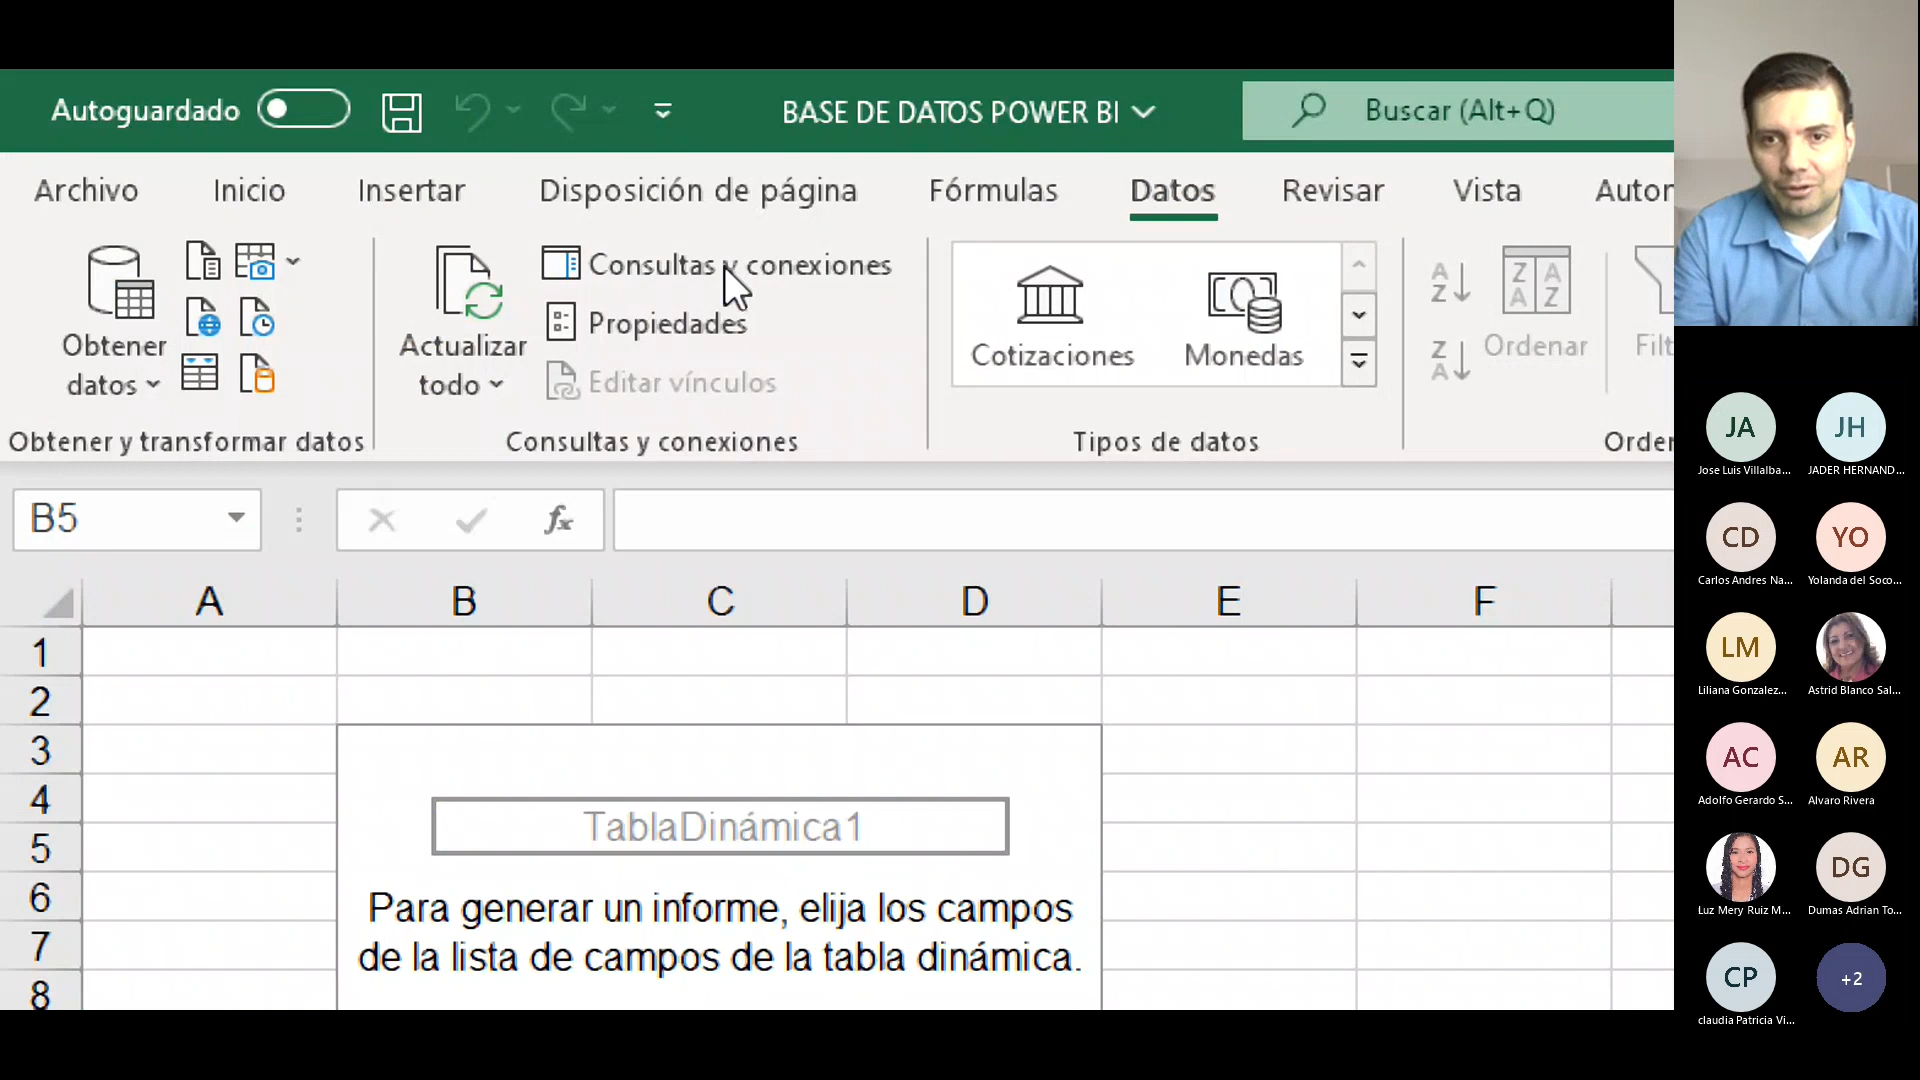 Autoguardado
BASE DE DATOS POWER BI
Buscar (Alt+Q)
Archivo Inicio Insertar Disposición de página Fórmulas Datos Revisar Vista Autor
Obtener datos
Actualizar todo
Consultas y conexiones
Propiedades
Editar vínculos
Cotizaciones
Monedas
Ordenar
Filt
Obtener y transformar datos
Consultas y conexiones
Tipos de datos
Order
B5
fx
A B C D E F
1
2
3
4
5
6
7
8
TablaDinámica1
Para generar un informe, elija los campos
de la lista de campos de la tabla dinámica.
JA
Jose Luis Villalba...
JH
JADER HERNAND...
CD
Carlos Andres Na...
YO
Yolanda del Soco...
LM
Liliana Gonzalez...
Astrid Blanco Sal...
AC
Adolfo Gerardo S...
AR
Alvaro Rivera
Luz Mery Ruiz M...
DG
Dumas Adrian To...
CP
claudia Patricia Vi...
+2